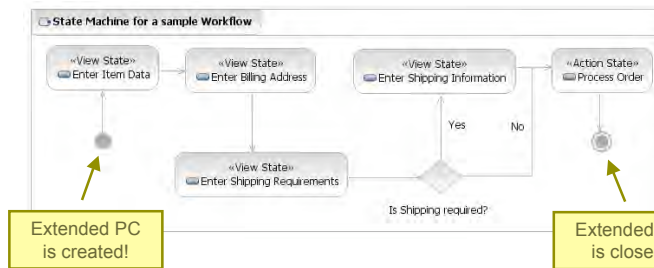 State Machine for a sample Workflow
«View State»
Enter Item Data
«View State»
Enter Billing Address
«View State»
Enter Shipping Information
«Action State»
Process Order
Yes
No
«View State»
Enter Shipping Requirements
Is Shipping required?
Extended PC
is created!
Extended
is close